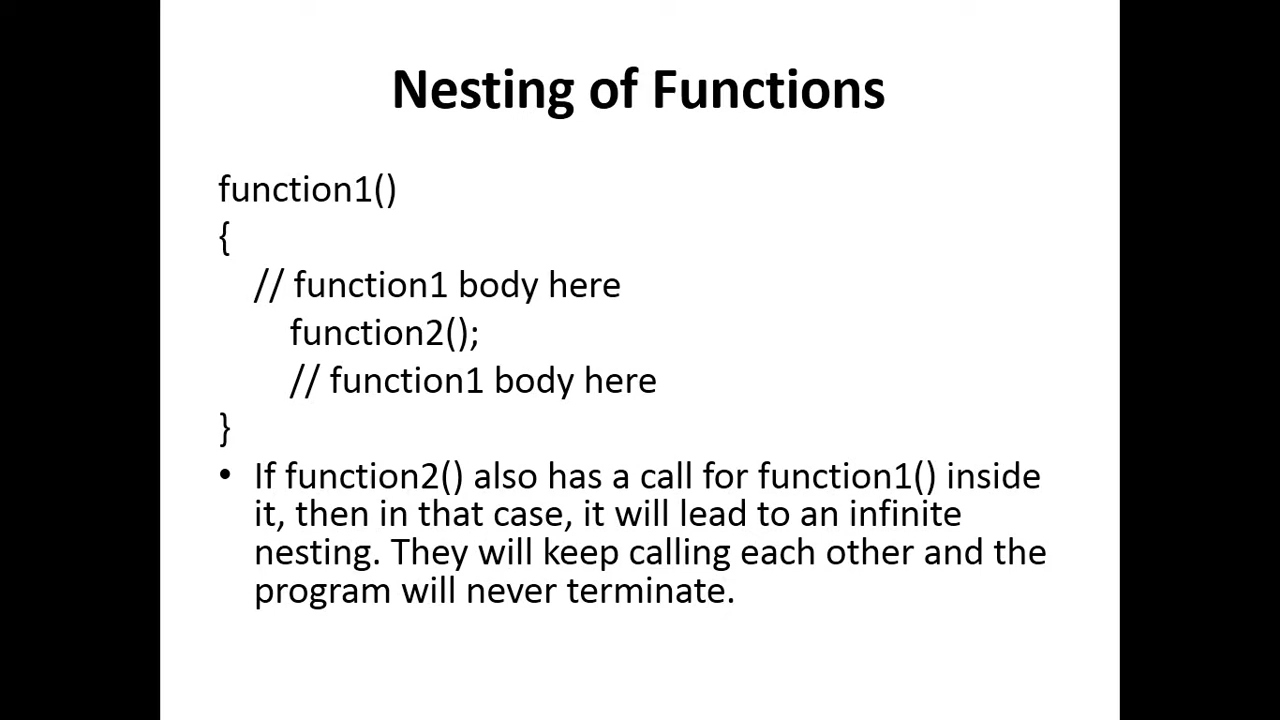 Nesting of Functions
function1()
{
// function1 body here
function2();
// function1 body here
}
• If function2() also has a call for function1() inside
it, then in that case, it will lead to an infinite
nesting. They will keep calling each other and the
program will never terminate.